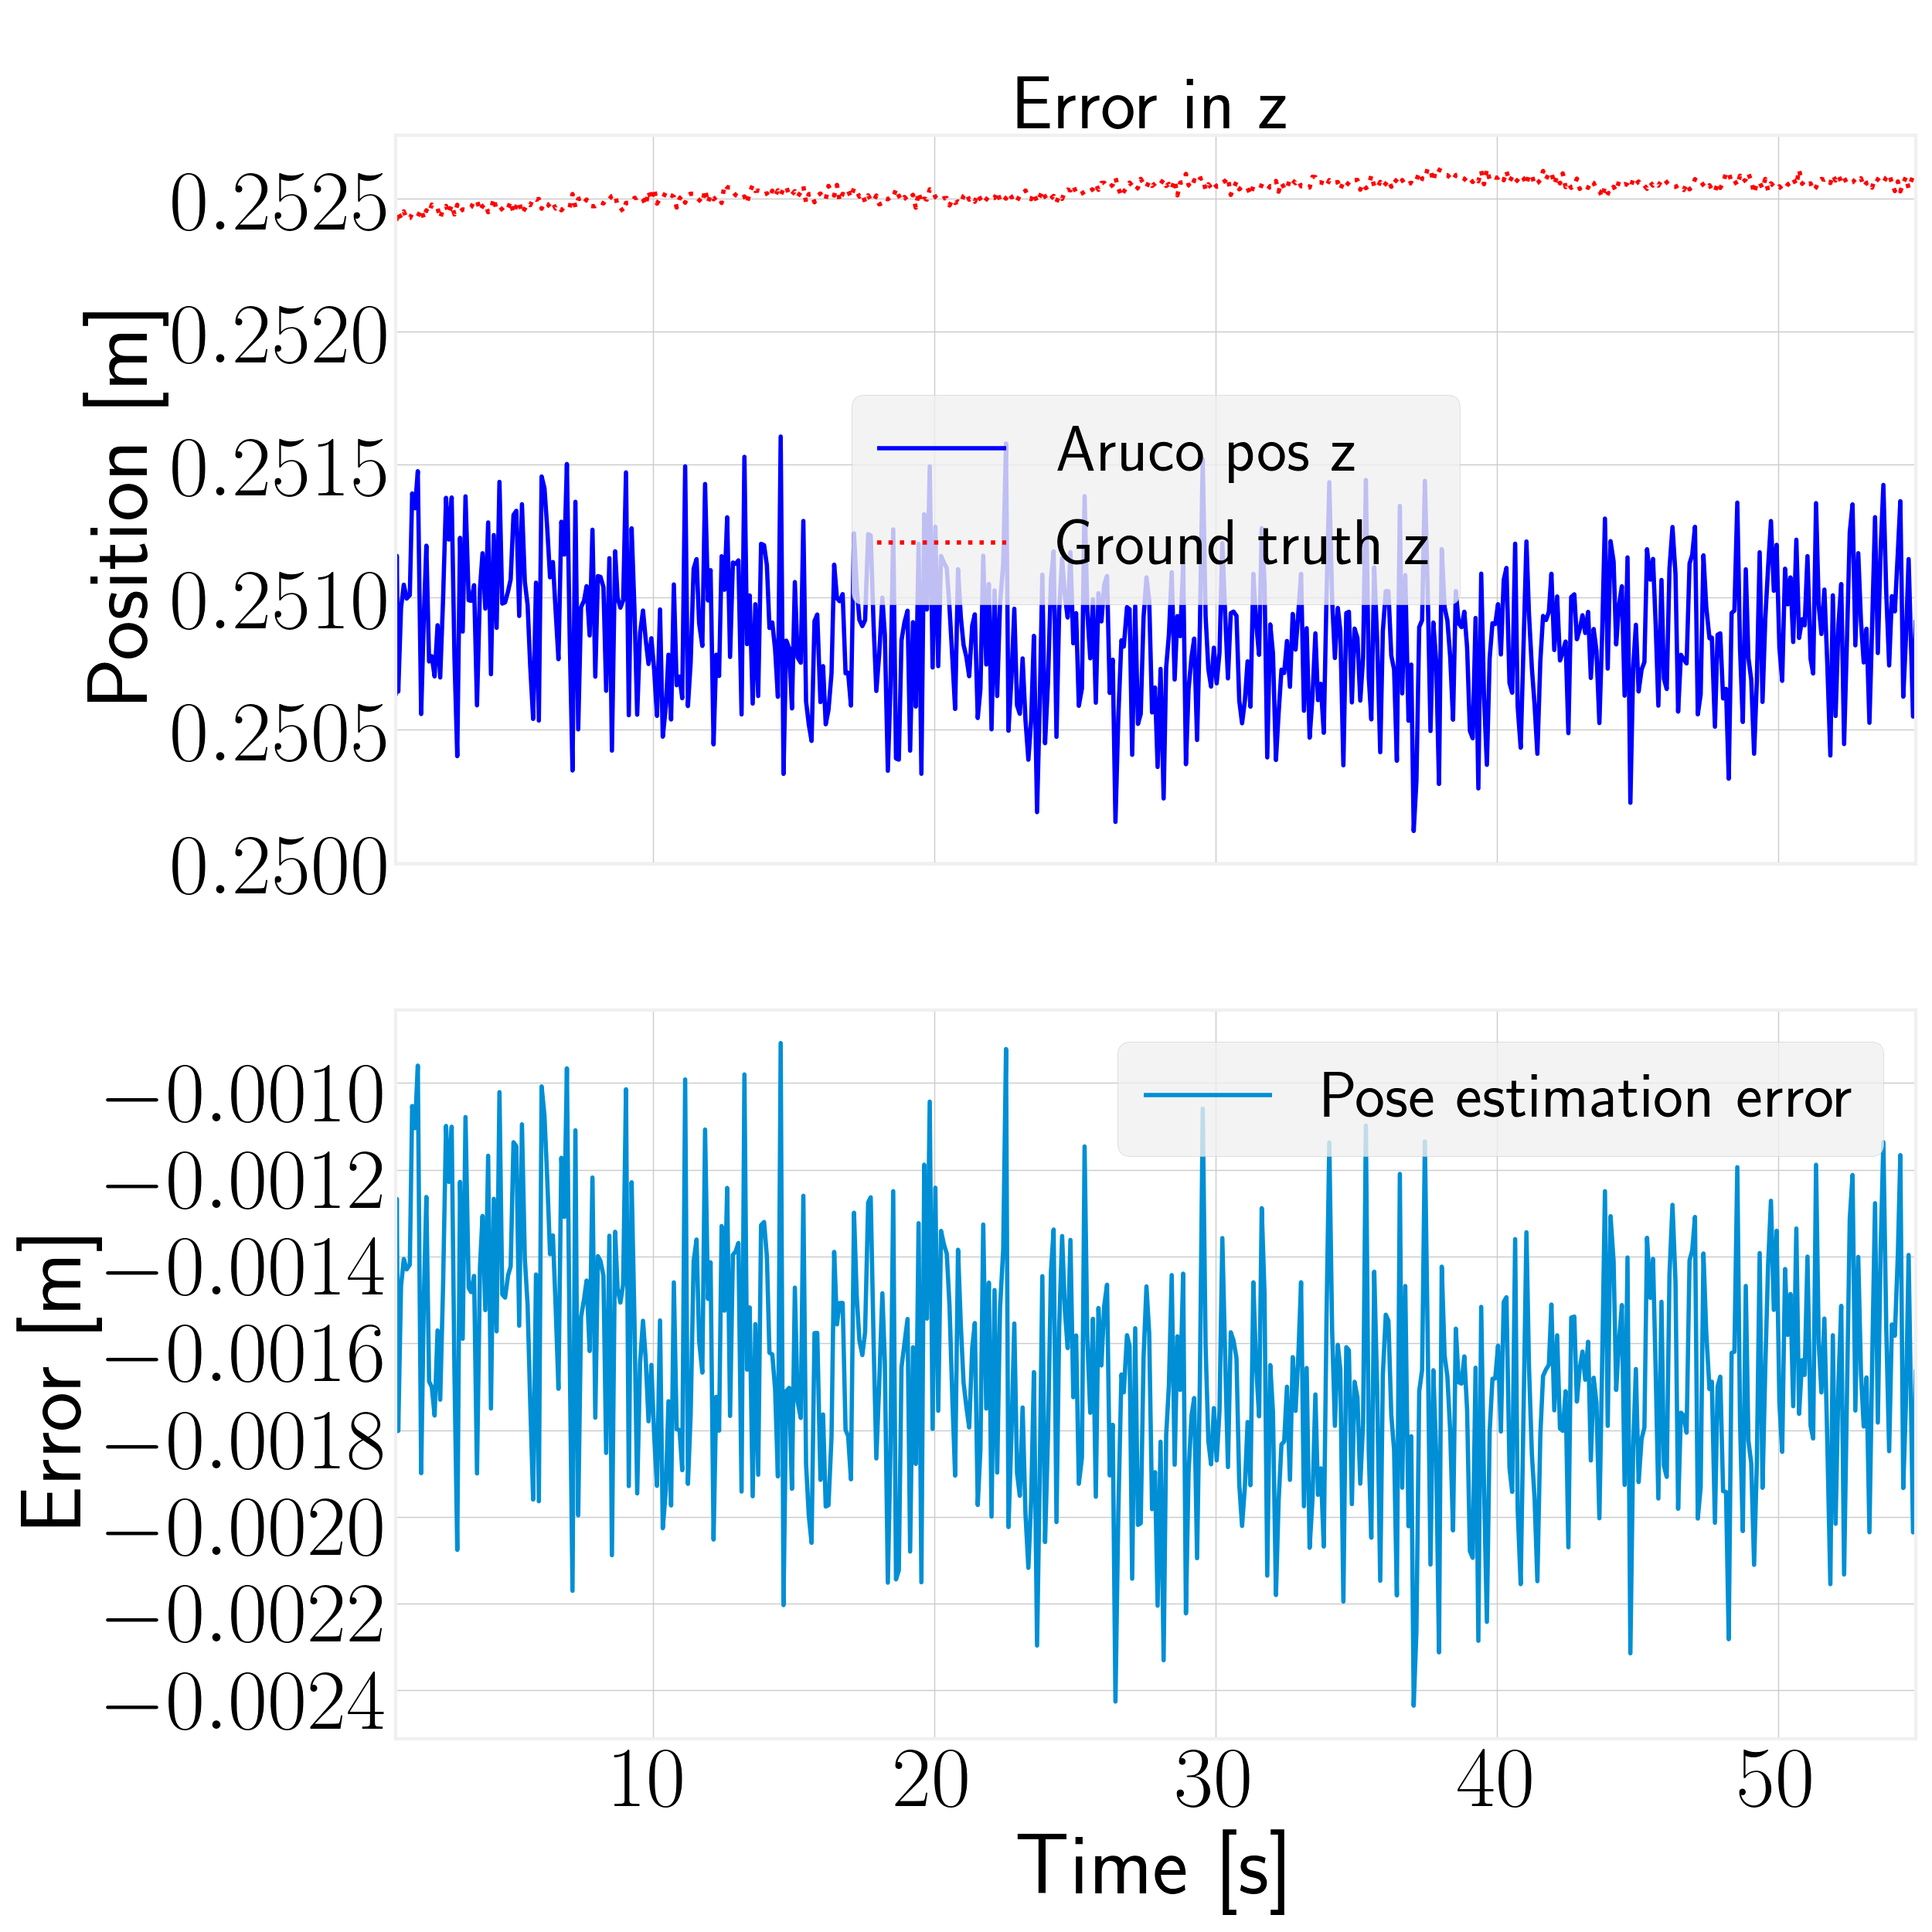 Error in z
Position [m]
0.2525
0.2520
0.2515
0.2510
0.2505
0.2500
Aruco pos z
Ground truth z
Error [m]
−0.0010
−0.0012
−0.0014
−0.0016
−0.0018
−0.0020
−0.0022
−0.0024
Pose estimation error
10 20 30 40 50
Time [s]